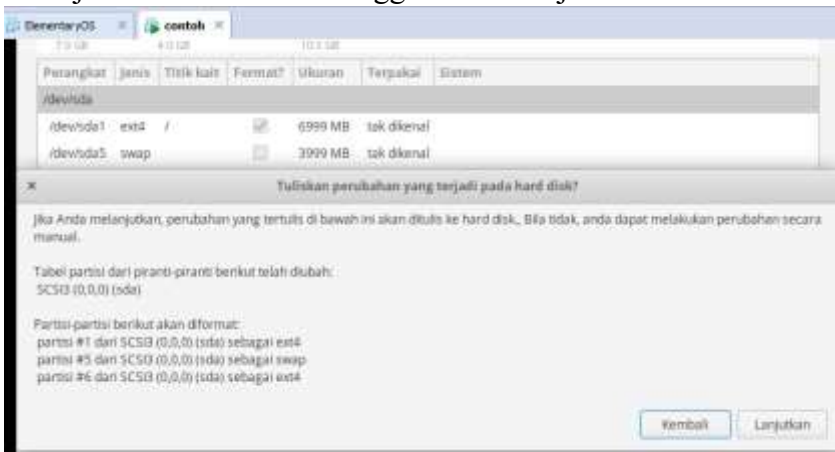 ElementaryOS
contoh
Perangkat Jenis Titik kait Format? Ukuran Terpakai Sistem
/dev/sda
/dev/sda1 ext4 / 6999 MB tak dikenal
/dev/sda5 swap 3999 MB tak dikenal
Tuliskan perubahan yang terjadi pada hard disk?
Jika Anda melanjutkan, perubahan yang tertulis di bawah ini akan ditulis ke hard disk., Bila tidak, anda dapat melakukan perubahan secara
manual.
Tabel partisi dari piranti-piranti berikut telah diubah:
SCSI3 (0,0,0) (sda)
Partisi-partisi berikut akan diformat:
partisi #1 dari SCSI3 (0,0,0) (sda) sebagai ext4
partisi #5 dari SCSI3 (0,0,0) (sda) sebagai swap
partisi #6 dari SCSI3 (0,0,0) (sda) sebagai ext4
Kembali Lanjutkan